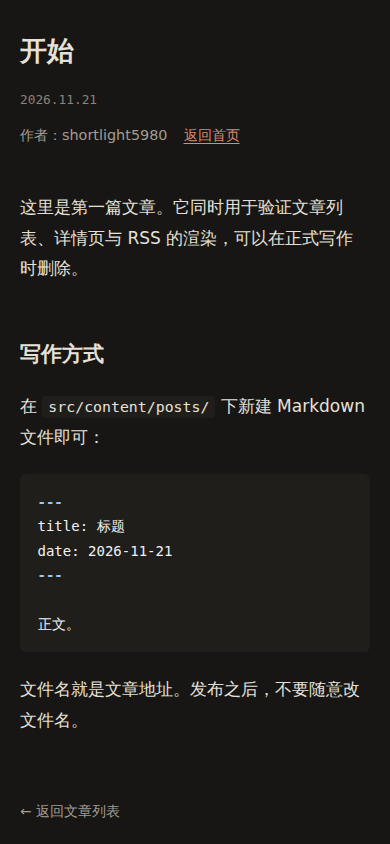 开始
2026.11.21
作者：shortlight5980 返回首页
这里是第一篇文章。它同时用于验证文章列
表、详情页与 RSS 的渲染，可以在正式写作
时删除。
写作方式
在 src/content/posts/ 下新建 Markdown
文件即可：
---
title: 标题
date: 2026-11-21
---
正文。
文件名就是文章地址。发布之后，不要随意改
文件名。
← 返回文章列表